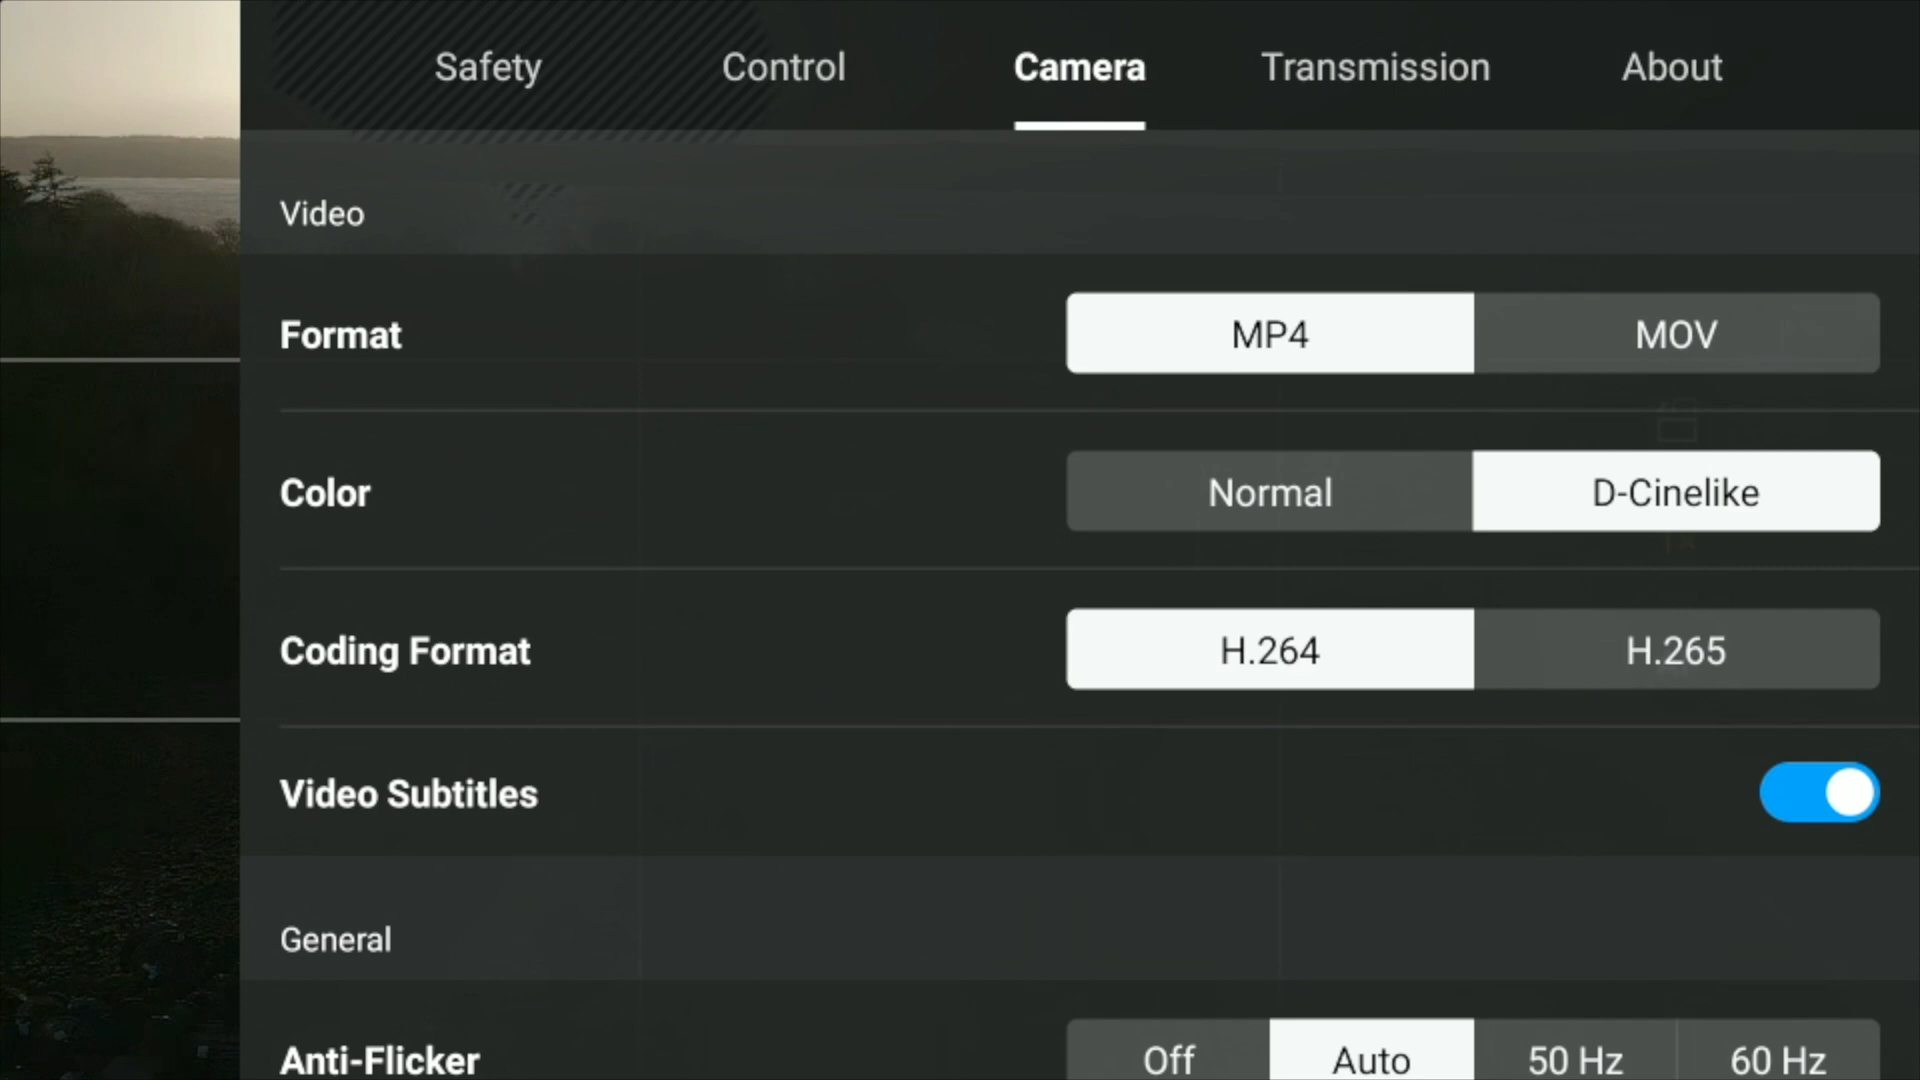 Safety Control Camera Transmission About
Video
Format MP4 MOV
Color Normal D-Cinelike
Coding Format H.264 H.265
Video Subtitles
General
Anti-Flicker Off Auto 50 Hz 60 Hz